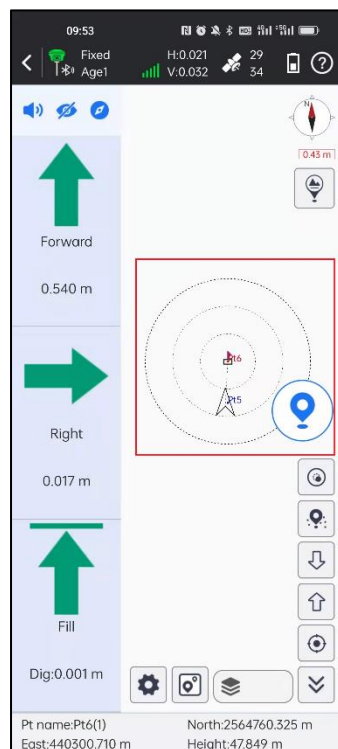 09:53
Fixed
Age1
H:0.021
V:0.032
29
34
N
0.43 m
Forward
0.540 m
Right
0.017 m
Fill
Dig:0.001 m
Pt6
Pt5
Pt name:Pt6(1)
North:2564760.325 m
East:440300.710 m
Height:47.849 m